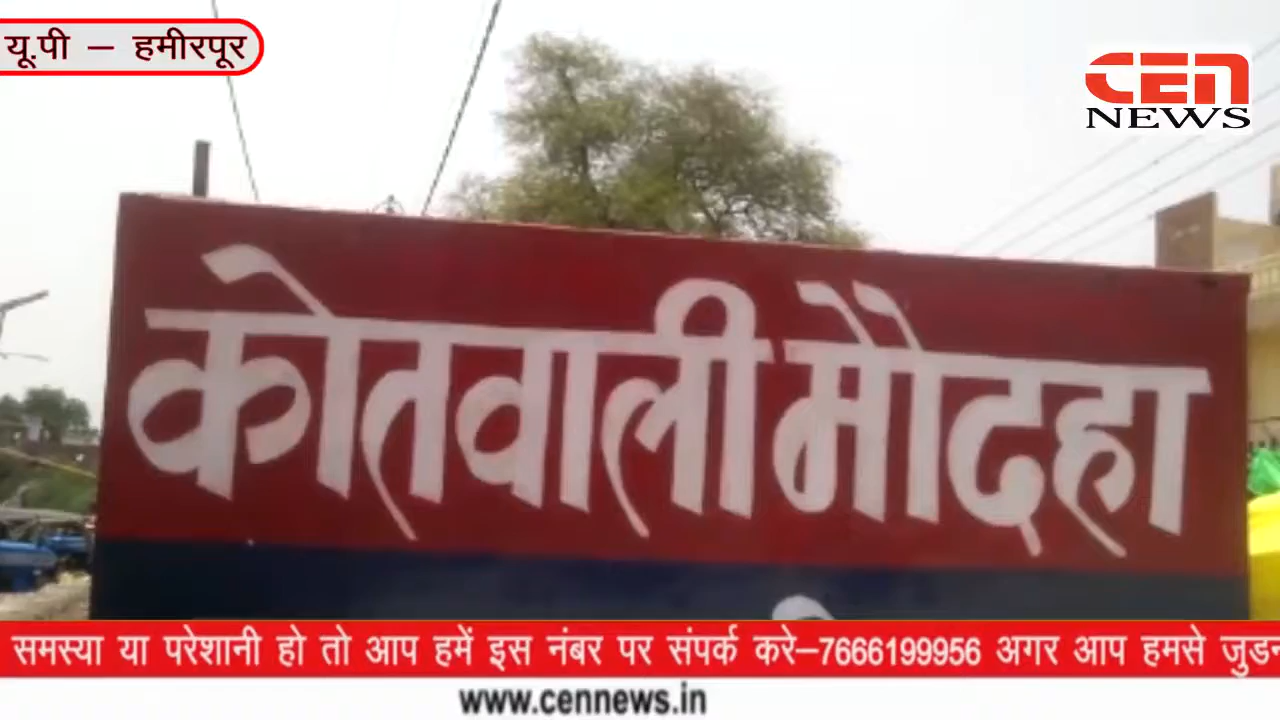 यू.पी – हमीरपूर
CEN
NEWS
कोतवाली मौदहा
समस्या या परेशानी हो तो आप हमें इस नंबर पर संपर्क करे–7666199956 अगर आप हमसे
www.cennews.in